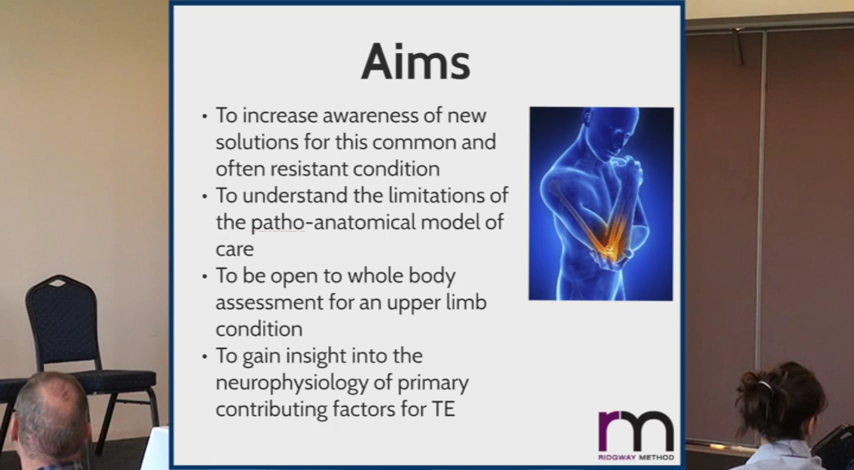 Aims
• To increase awareness of new
solutions for this common and
often resistant condition
• To understand the limitations of
the patho-anatomical model of
care
• To be open to whole body
assessment for an upper limb
condition
• To gain insight into the
neurophysiology of primary
contributing factors for TE
rm
RIDGWAY METHOD